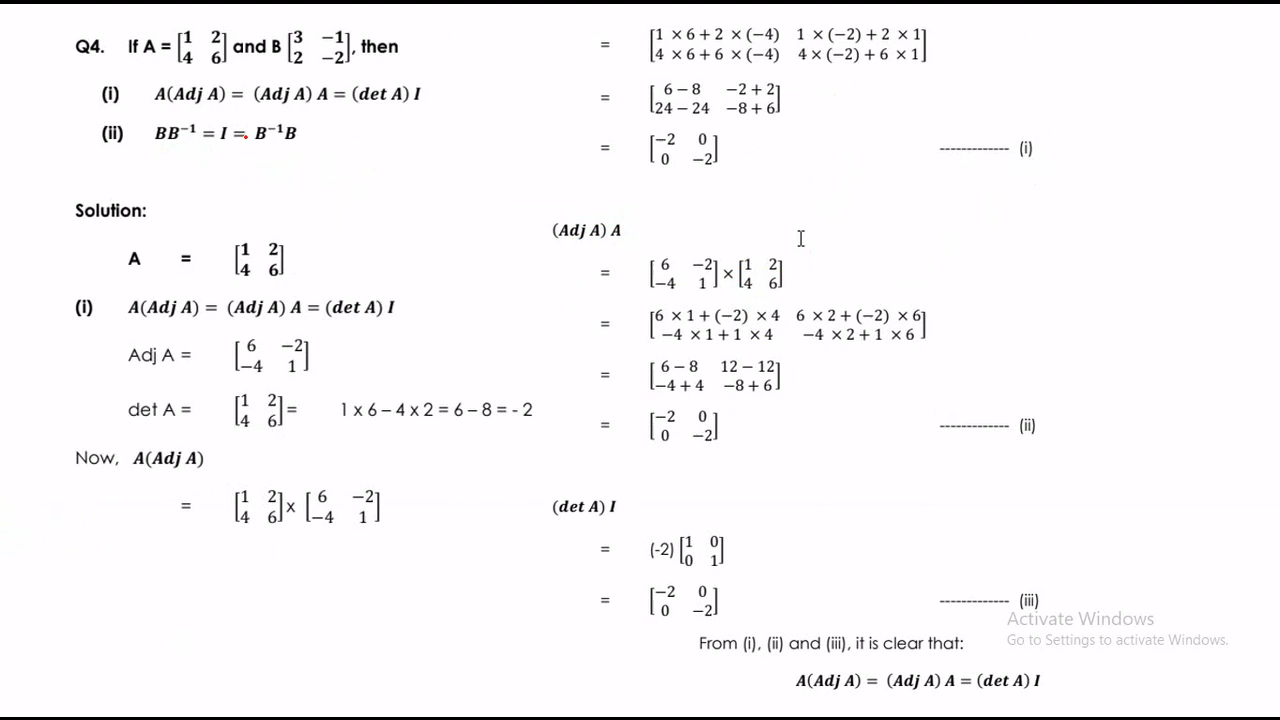 Q4. If A = [1 2
4 6] and B [3 −1
2 −2], then
(i) A(Adj A) = (Adj A) A = (det A) I
(ii) BB⁻¹ = I = B⁻¹B
Solution:
A = [1 2
4 6]
(i) A(Adj A) = (Adj A) A = (det A) I
Adj A = [6 −2
−4 1]
det A = [1 2
4 6] = 1 x 6 – 4 x 2 = 6 – 8 = - 2
Now, A(Adj A)
= [1 2
4 6] x [6 −2
−4 1]
= [1 × 6 + 2 × (−4) 1 × (−2) + 2 × 1
4 × 6 + 6 × (−4) 4 × (−2) + 6 × 1]
= [6 − 8 −2 + 2
24 − 24 −8 + 6]
= [−2 0
0 −2] ------------- (i)
(Adj A) A
= [6 −2
−4 1] × [1 2
4 6]
= [6 × 1 + (−2) × 4 6 × 2 + (−2) × 6
−4 × 1 + 1 × 4 −4 × 2 + 1 × 6]
= [6 − 8 12 − 12
−4 + 4 −8 + 6]
= [−2 0
0 −2] ------------- (ii)
(det A) I
= (-2) [1 0
0 1]
= [−2 0
0 −2] ------------- (iii)
From (i), (ii) and (iii), it is clear that:
A(Adj A) = (Adj A) A = (det A) I
Activate Windows
Go to Settings to activate Windows.